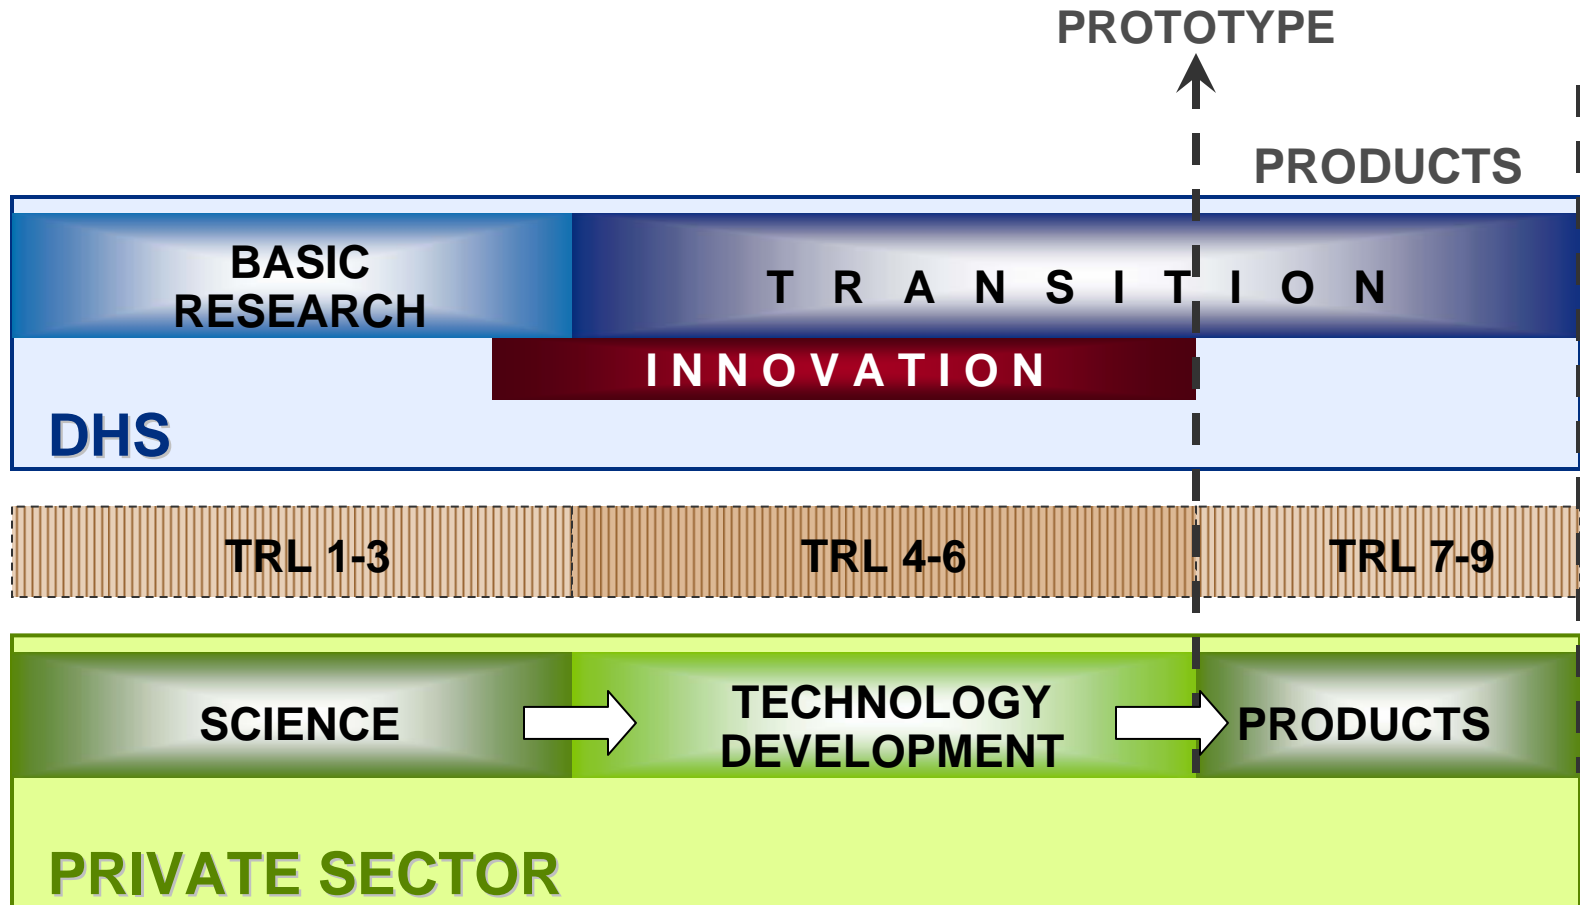 PROTOTYPE
PRODUCTS
BASIC
RESEARCH
TRANSITION
INNOVATION
DHS
TRL 1-3
TRL 4-6
TRL 7-9
SCIENCE
TECHNOLOGY
DEVELOPMENT
PRODUCTS
PRIVATE SECTOR